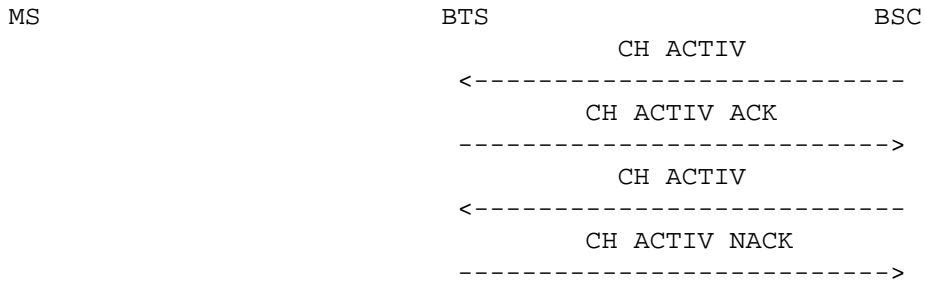 MS BTS BSC
CH ACTIV
<---------------------------
CH ACTIV ACK
--------------------------->
CH ACTIV
<---------------------------
CH ACTIV NACK
--------------------------->